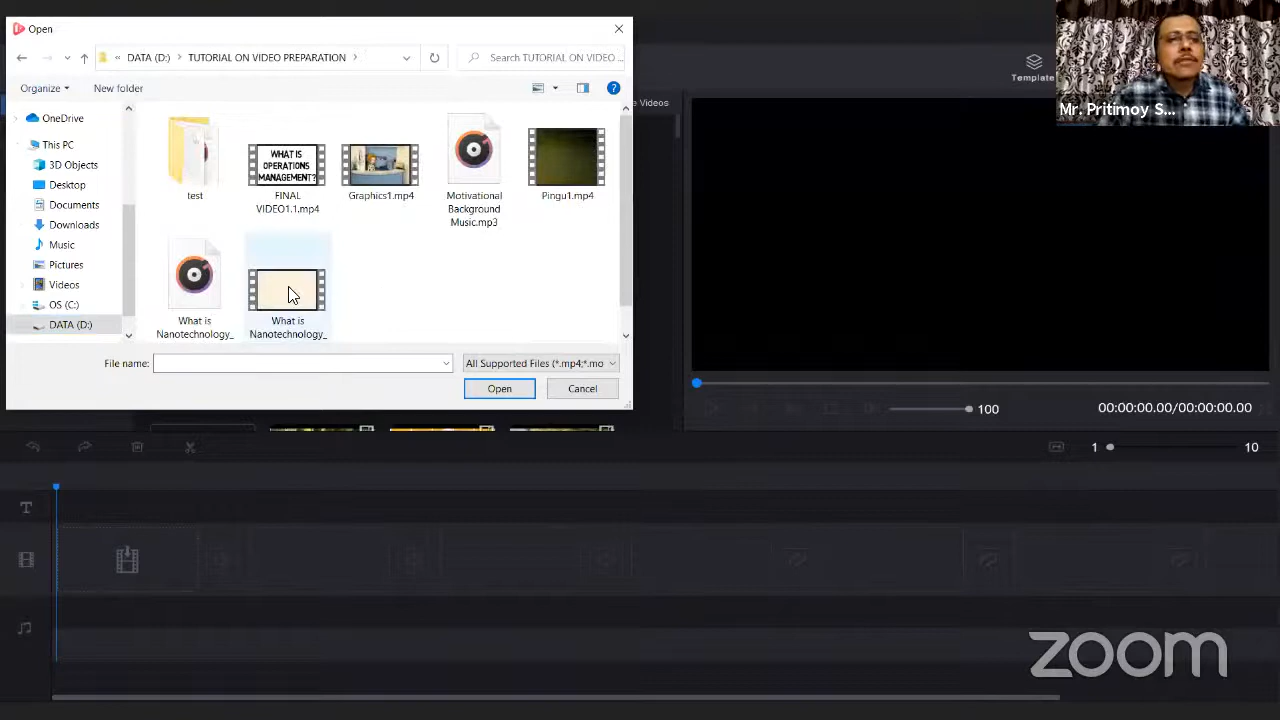 Open
« DATA (D:) > TUTORIAL ON VIDEO PREPARATION >
Search TUTORIAL ON VIDEO ...
Organize
New folder
e Videos
Template
Mr. Pritimoy S...
OneDrive
This PC
3D Objects
Desktop
Documents
Downloads
Music
Pictures
Videos
OS (C:)
DATA (D:)
test
WHAT IS
OPERATIONS
MANAGEMENT?
FINAL
VIDEO1.1.mp4
Graphics1.mp4
Motivational
Background
Music.mp3
Pingu1.mp4
What is
Nanotechnology_
What is
Nanotechnology_
File name:
All Supported Files (*.mp4;*.mo
Open
Cancel
100
00:00:00.00/00:00:00.00
1
10
T
zoom